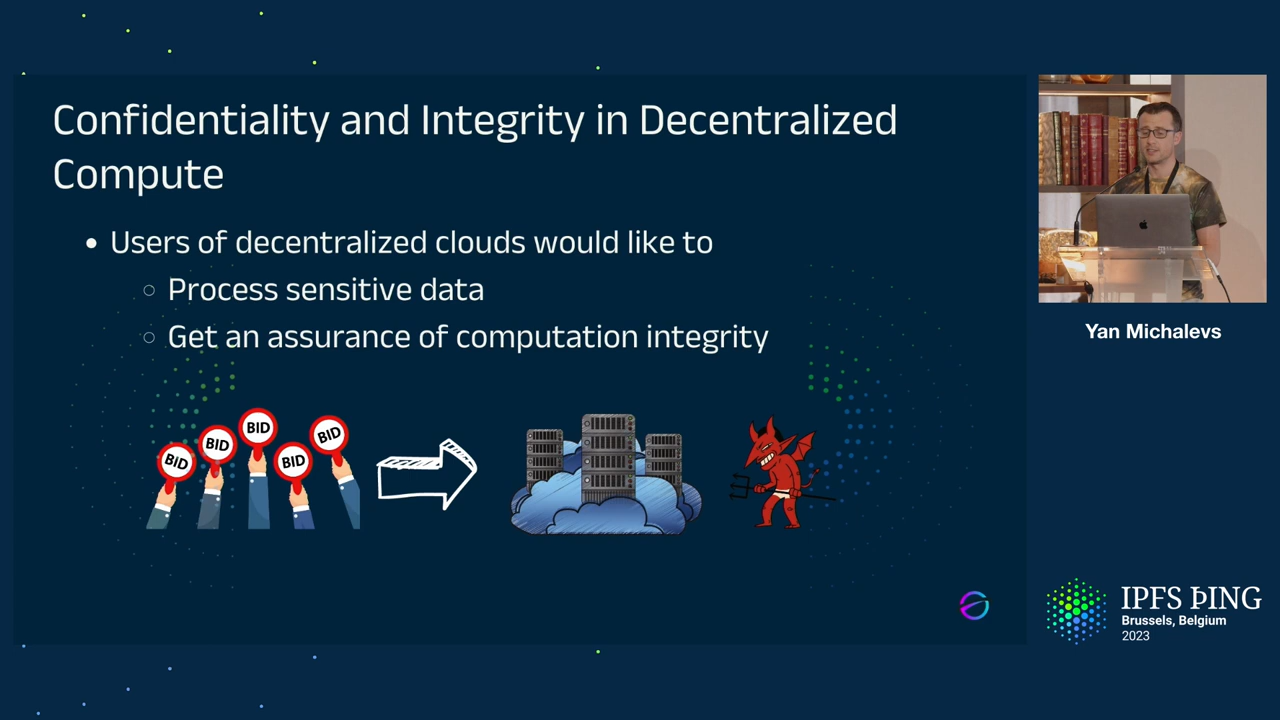 Confidentiality and Integrity in Decentralized
Compute
Users of decentralized clouds would like to
Process sensitive data
Get an assurance of computation integrity
BID
BID
BID
BID
BID
Yan Michalevs
IPFS ÞING
Brussels, Belgium
2023